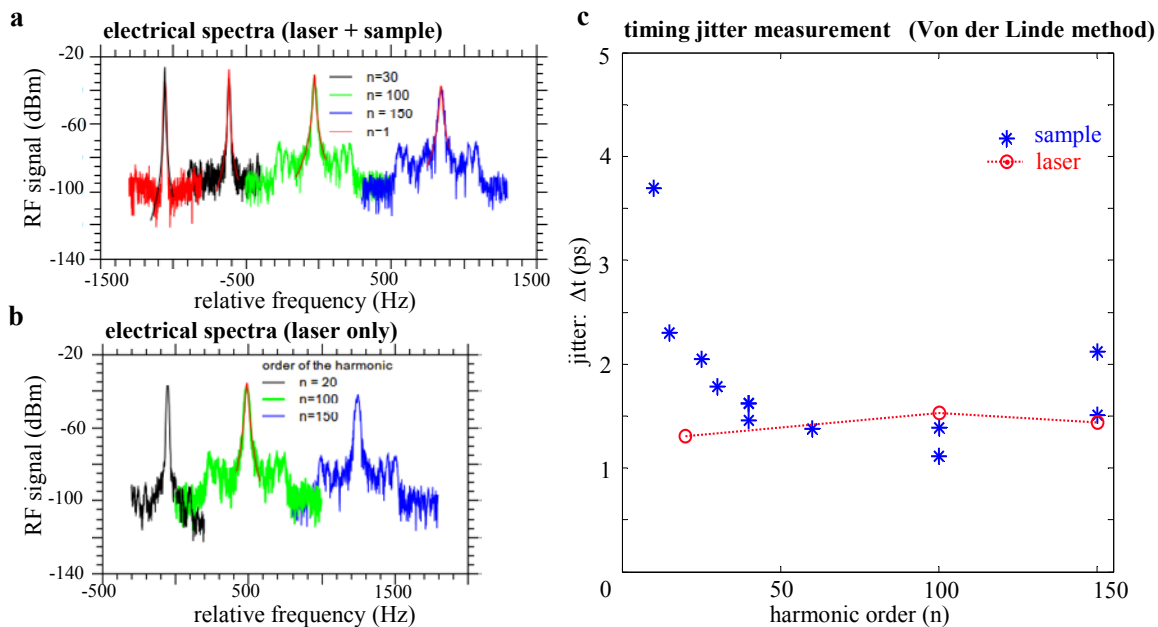 a
electrical spectra (laser + sample)
RF signal (dBm)
-20
-60
-100
-140
n=30
n= 100
n = 150
n=1
-1500
-500
500
1500
relative frequency (Hz)
b
electrical spectra (laser only)
RF signal (dBm)
-20
-60
-100
-140
order of the harmonic
n = 20
n=100
n=150
-500
500
1500
relative frequency (Hz)
c
timing jitter measurement (Von der Linde method)
jitter: Δt (ps)
5
4
3
2
1
0
sample
laser
50
100
150
harmonic order (n)